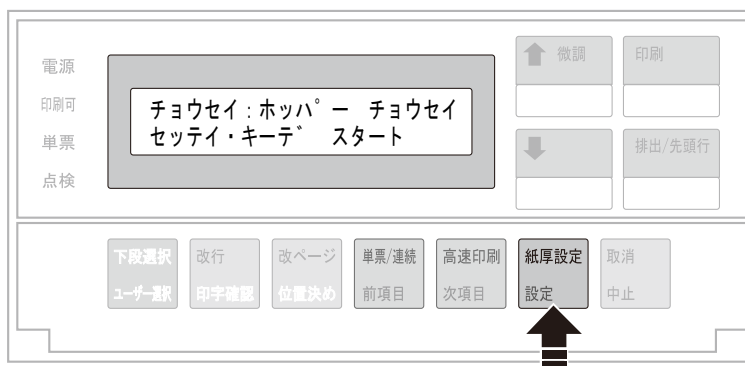 電源
印刷可
単票
点検
チョウセイ:ホッパ゜ー チョウセイ
セッテイ・キーデ゛ スタート
微調
印刷
排出/先頭行
下段選択
ユーザー選択
改行
印字確認
改ページ
位置決め
単票/連続
前項目
高速印刷
次項目
紙厚設定
設定
取消
中止